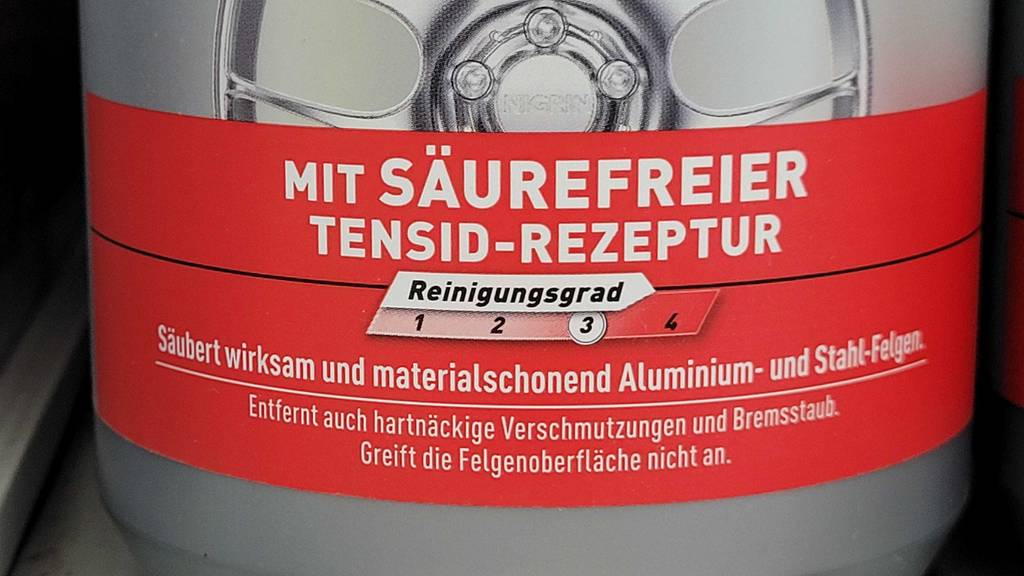 NIGRIN
MIT SÄUREFREIER
TENSID-REZEPTUR
Reinigungsgrad
1 2 3 4
Säubert wirksam und materialschonend Aluminium- und Stahl-Felgen.
Entfernt auch hartnäckige Verschmutzungen und Bremsstaub.
Greift die Felgenoberfläche nicht an.